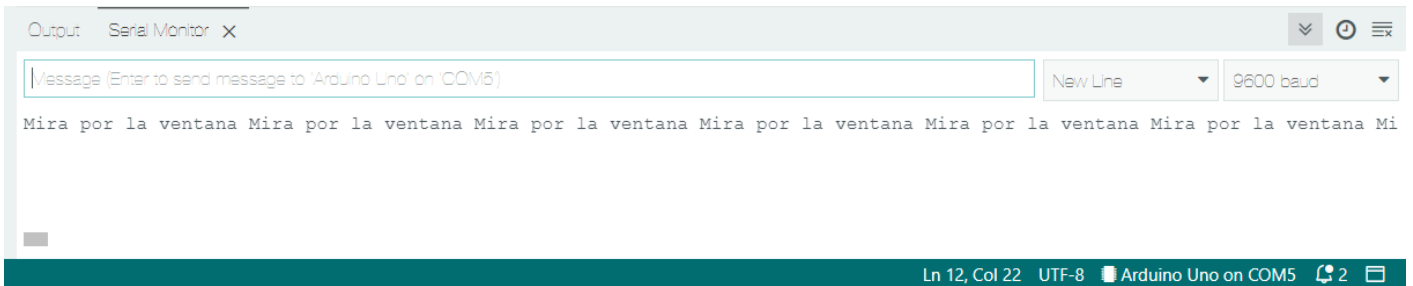 Output Serial Monitor
Message (Enter to send message to 'Arduino Uno' on 'COM5') New Line 9600 baud
Mira por la ventana Mira por la ventana Mira por la ventana Mira por la ventana Mira por la ventana Mira por la ventana Mi
Ln 12, Col 22 UTF-8 Arduino Uno on COM5 2